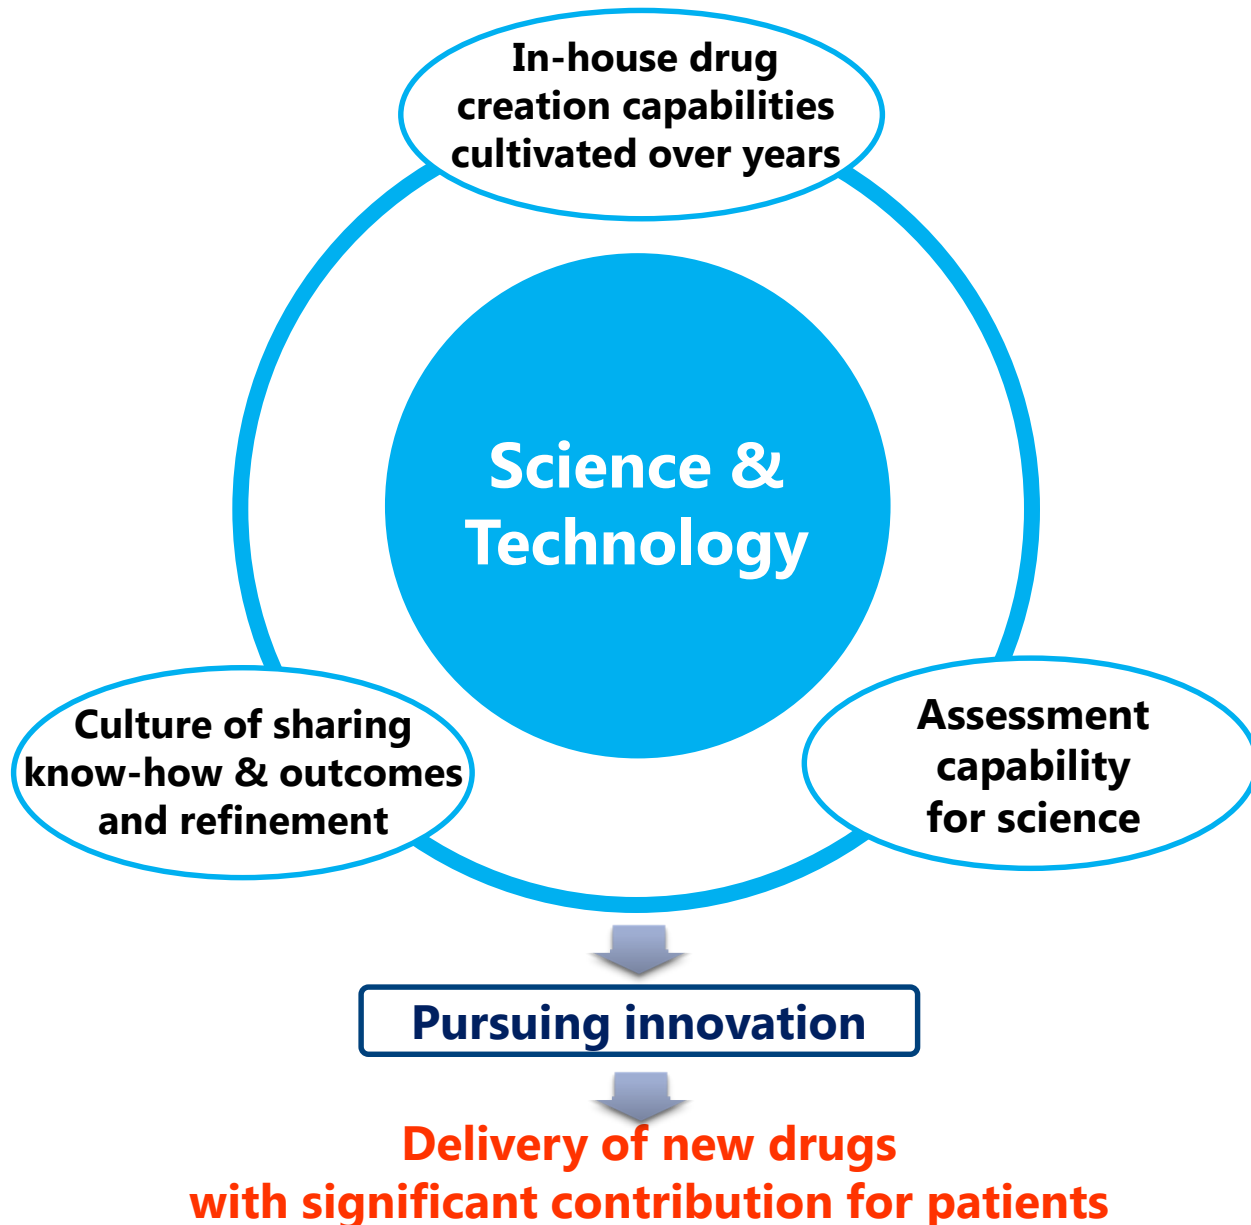 In-house drug
creation capabilities
cultivated over years
Science &
Technology
Culture of sharing
know-how & outcomes
and refinement
Assessment
capability
for science
Pursuing innovation
Delivery of new drugs
with significant contribution for patients